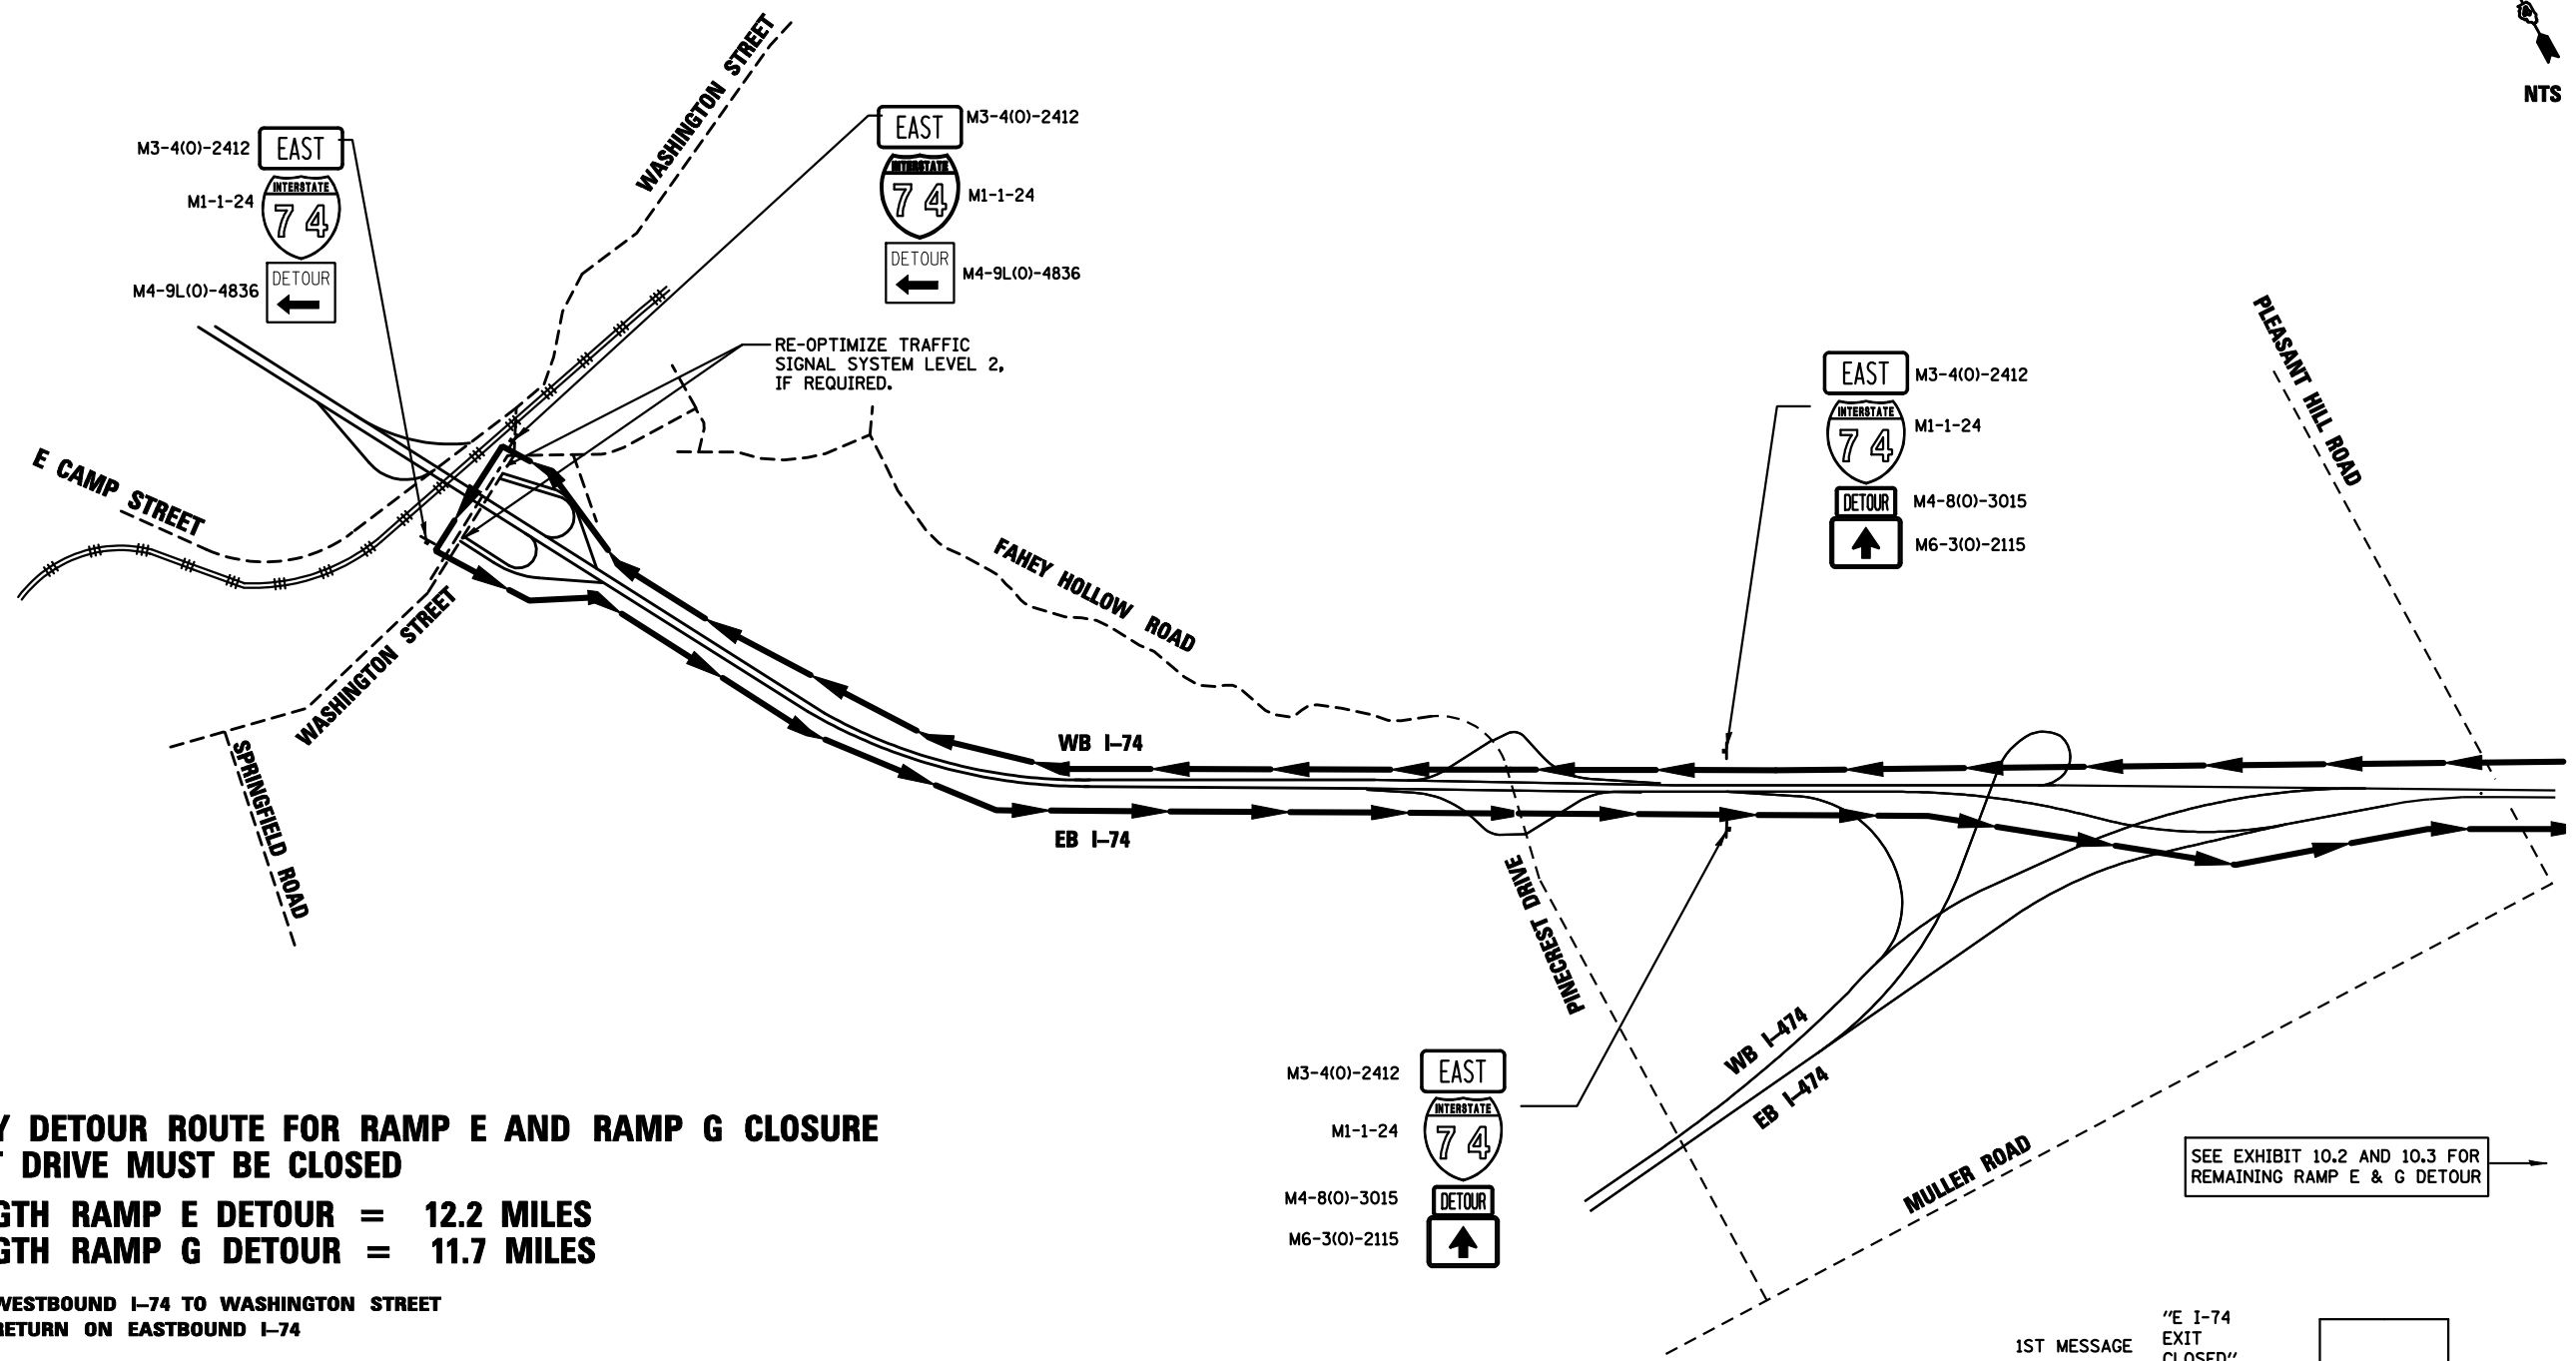 NTS
WASHINGTON STREET
M3-4(O)-2412
EAST
M1-1-24
INTERSTATE
74
M4-9L(O)-4836
DETOUR
EAST
M3-4(O)-2412
INTERSTATE
74
M1-1-24
DETOUR
M4-9L(O)-4836
RE-OPTIMIZE TRAFFIC
SIGNAL SYSTEM LEVEL 2,
IF REQUIRED.
E CAMP STREET
WASHINGTON STREET
SPRINGFIELD ROAD
FAHEY HOLLOW ROAD
EAST
M3-4(O)-2412
INTERSTATE
74
M1-1-24
DETOUR
M4-8(O)-3015
M6-3(O)-2115
PLEASANT HILL ROAD
WB I-74
EB I-74
PINECREST DRIVE
WB I-474
EB I-474
MULLER ROAD
M3-4(O)-2412
EAST
M1-1-24
INTERSTATE
74
M4-8(O)-3015
DETOUR
M6-3(O)-2115
SEE EXHIBIT 10.2 AND 10.3 FOR
REMAINING RAMP E & G DETOUR
Y DETOUR ROUTE FOR RAMP E AND RAMP G CLOSURE
T DRIVE MUST BE CLOSED
GTH RAMP E DETOUR = 12.2 MILES
GTH RAMP G DETOUR = 11.7 MILES
WESTBOUND I-74 TO WASHINGTON STREET
RETURN ON EASTBOUND I-74
1ST MESSAGE
"E I-74
EXIT
CLOSED"